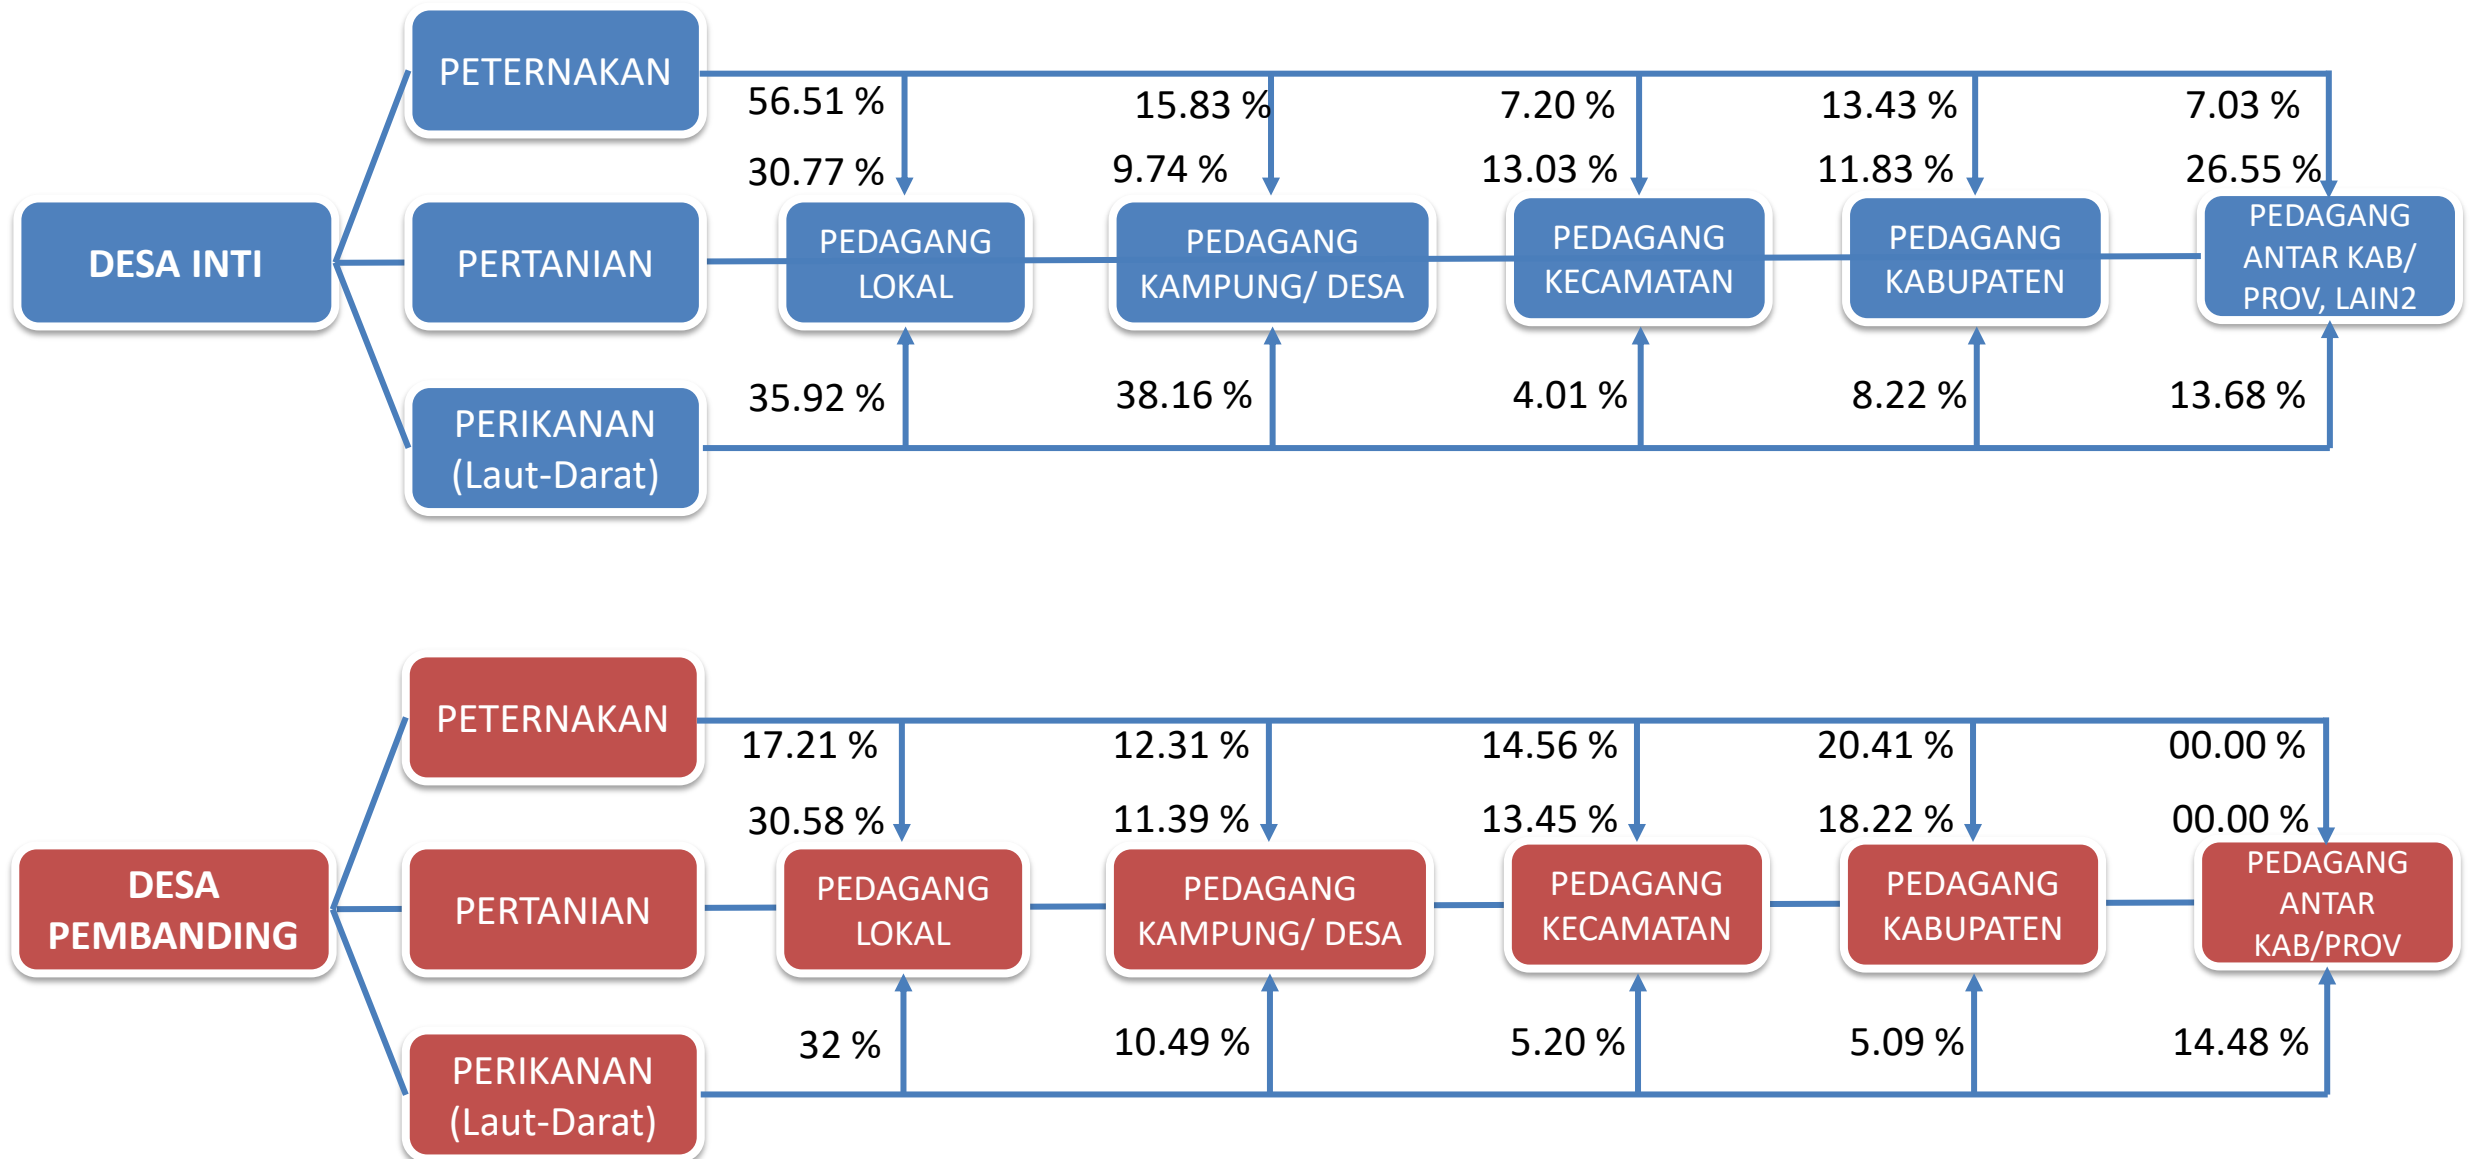 PETERNAKAN
56.51 %
15.83 %
7.20 %
13.43 %
7.03 %
30.77 %
9.74 %
13.03 %
11.83 %
26.55 %
DESA INTI
PERTANIAN
PEDAGANG
LOKAL
PEDAGANG
KAMPUNG/ DESA
PEDAGANG
KECAMATAN
PEDAGANG
KABUPATEN
PEDAGANG
ANTAR KAB/
PROV, LAIN2
PERIKANAN
(Laut-Darat)
35.92 %
38.16 %
4.01 %
8.22 %
13.68 %
PETERNAKAN
17.21 %
12.31 %
14.56 %
20.41 %
00.00 %
30.58 %
11.39 %
13.45 %
18.22 %
00.00 %
DESA
PEMBANDING
PERTANIAN
PEDAGANG
LOKAL
PEDAGANG
KAMPUNG/ DESA
PEDAGANG
KECAMATAN
PEDAGANG
KABUPATEN
PEDAGANG
ANTAR
KAB/PROV
PERIKANAN
(Laut-Darat)
32 %
10.49 %
5.20 %
5.09 %
14.48 %